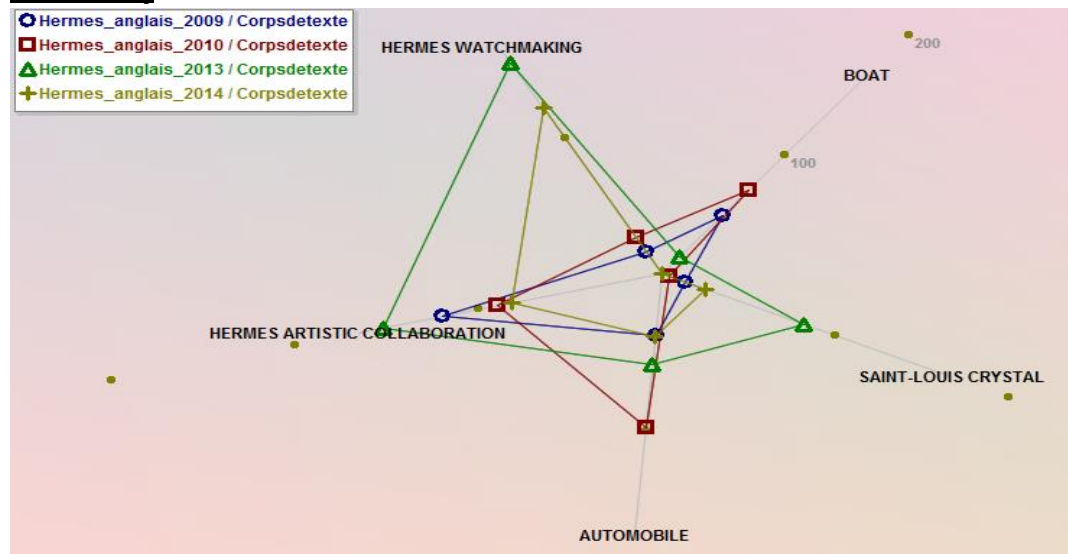 Hermes_anglais_2009 / Corpsdetexte
Hermes_anglais_2010 / Corpsdetexte
Hermes_anglais_2013 / Corpsdetexte
Hermes_anglais_2014 / Corpsdetexte
HERMES WATCHMAKING
200
BOAT
100
HERMES ARTISTIC COLLABORATION
SAINT-LOUIS CRYSTAL
AUTOMOBILE